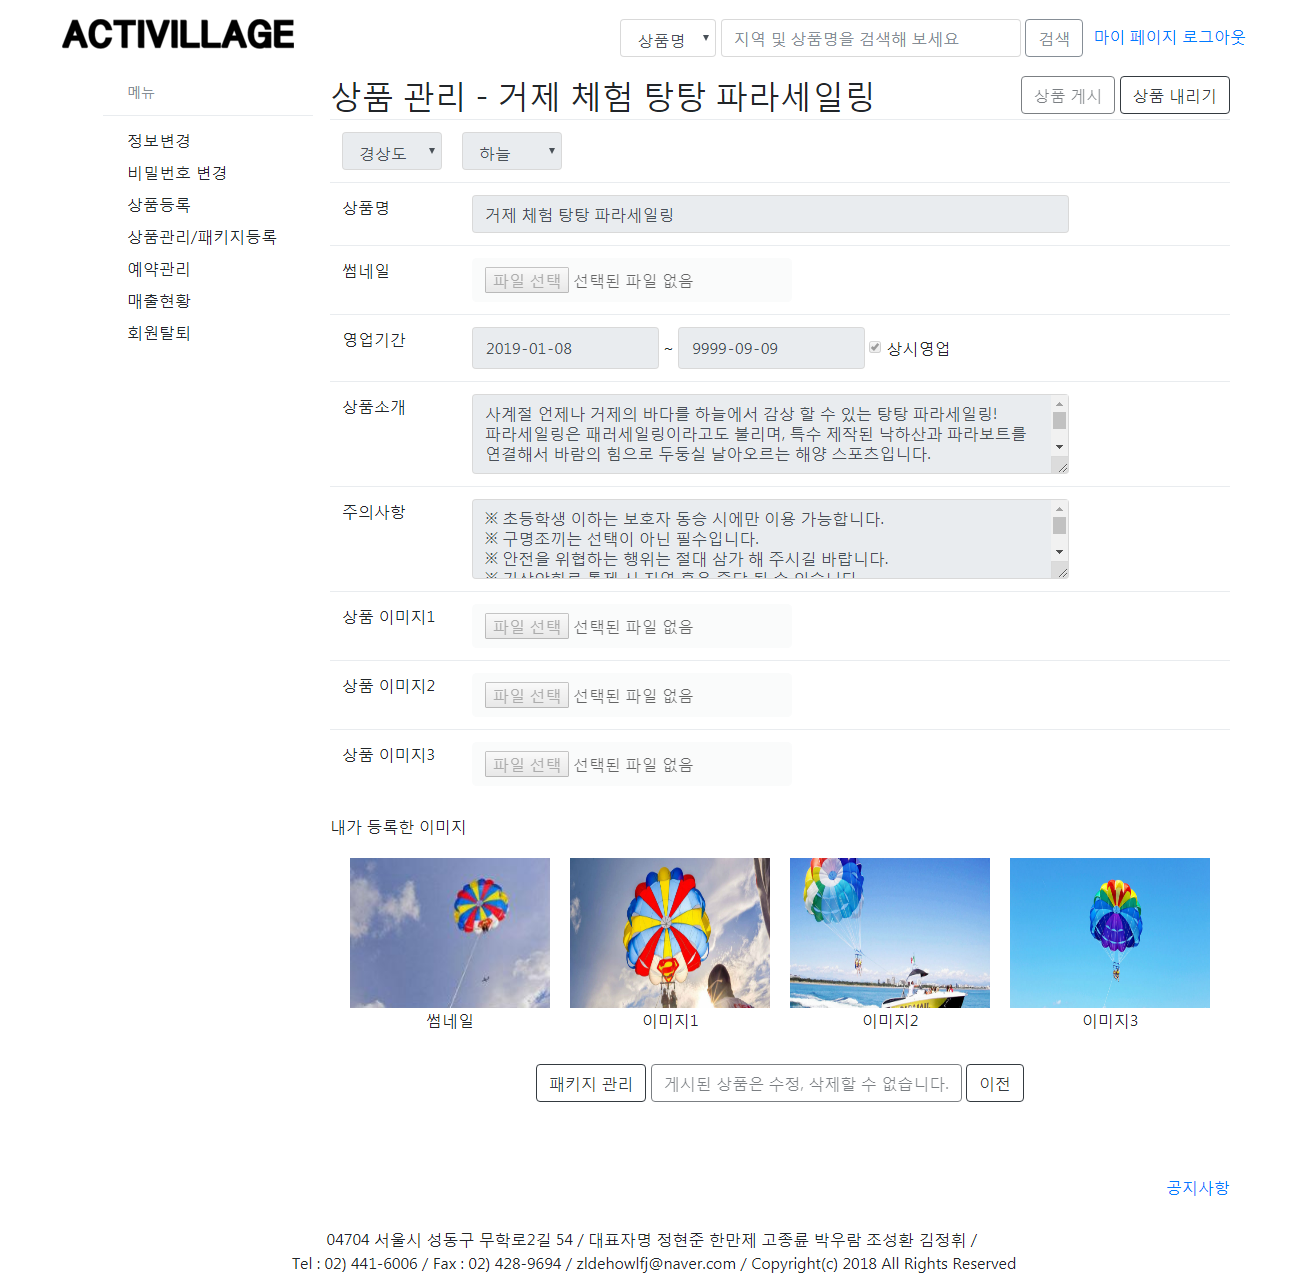 ACTIVILLAGE
상품명
지역 및 상품명을 검색해 보세요
검색
마이 페이지 로그아웃
메뉴
정보변경
비밀번호 변경
상품등록
상품관리/패키지등록
예약관리
매출현황
회원탈퇴
상품 관리 - 거제 체험 탕탕 파라세일링
상품 게시
상품 내리기
경상도
하늘
상품명
거제 체험 탕탕 파라세일링
썸네일
파일 선택 선택된 파일 없음
영업기간
2019-01-08 ~ 9999-09-09 상시영업
상품소개
사계절 언제나 거제의 바다를 하늘에서 감상 할 수 있는 탕탕 파라세일링!
파라세일링은 패러세일링이라고도 불리며, 특수 제작된 낙하산과 파라보트를
연결해서 바람의 힘으로 두둥실 날아오르는 해양 스포츠입니다.
주의사항
※ 초등학생 이하는 보호자 동승 시에만 이용 가능합니다.
※ 구명조끼는 선택이 아닌 필수입니다.
※ 안전을 위협하는 행위는 절대 삼가 해 주시길 바랍니다.
상품 이미지1
파일 선택 선택된 파일 없음
상품 이미지2
파일 선택 선택된 파일 없음
상품 이미지3
파일 선택 선택된 파일 없음
내가 등록한 이미지
썸네일
이미지1
이미지2
이미지3
패키지 관리
게시된 상품은 수정, 삭제할 수 없습니다.
이전
공지사항
04704 서울시 성동구 무학로2길 54 / 대표자명 정현준 한만제 고종륜 박우람 조성환 김정휘 /
Tel : 02) 441-6006 / Fax : 02) 428-9694 / zldehowlfj@naver.com / Copyright(c) 2018 All Rights Reserved